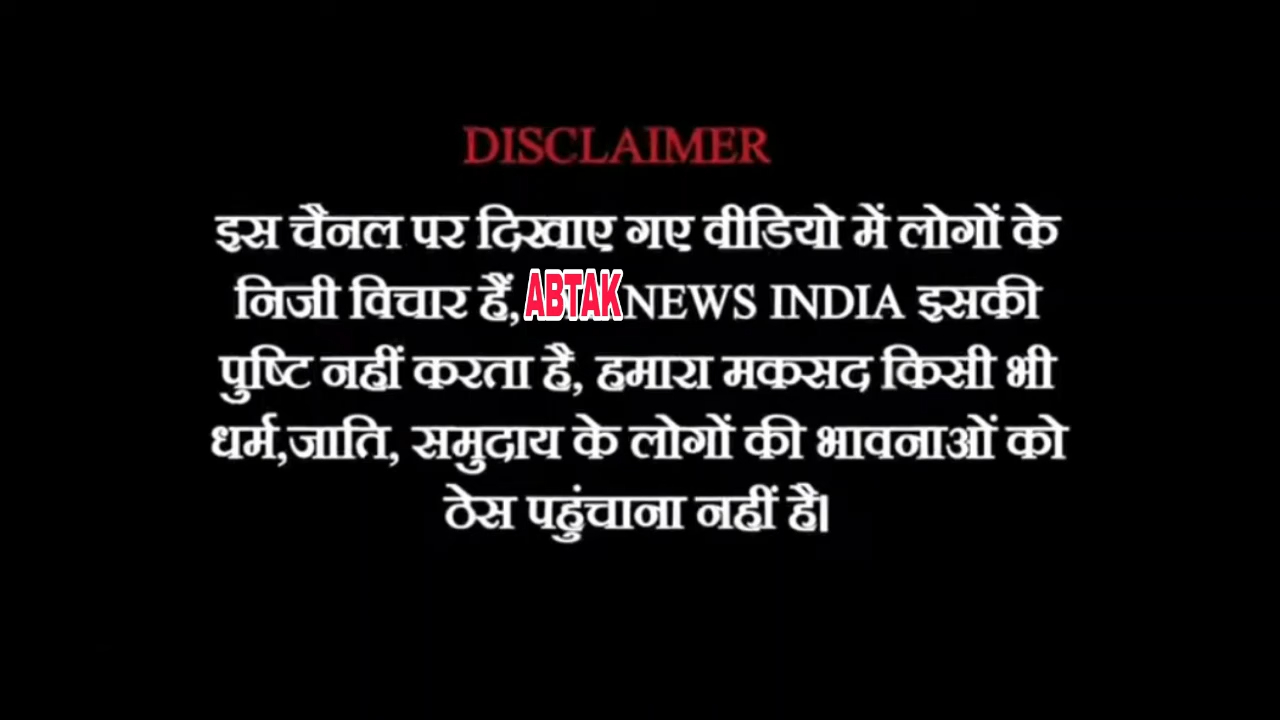 DISCLAIMER
इस चैनल पर दिखाए गए वीडियो में लोगों के
निजी विचार हैं, ABTAK NEWS INDIA इसकी
पुष्टि नहीं करता है, हमारा मकसद किसी भी
धर्म,जाति, समुदाय के लोगों की भावनाओं को
ठेस पहुंचाना नहीं है।